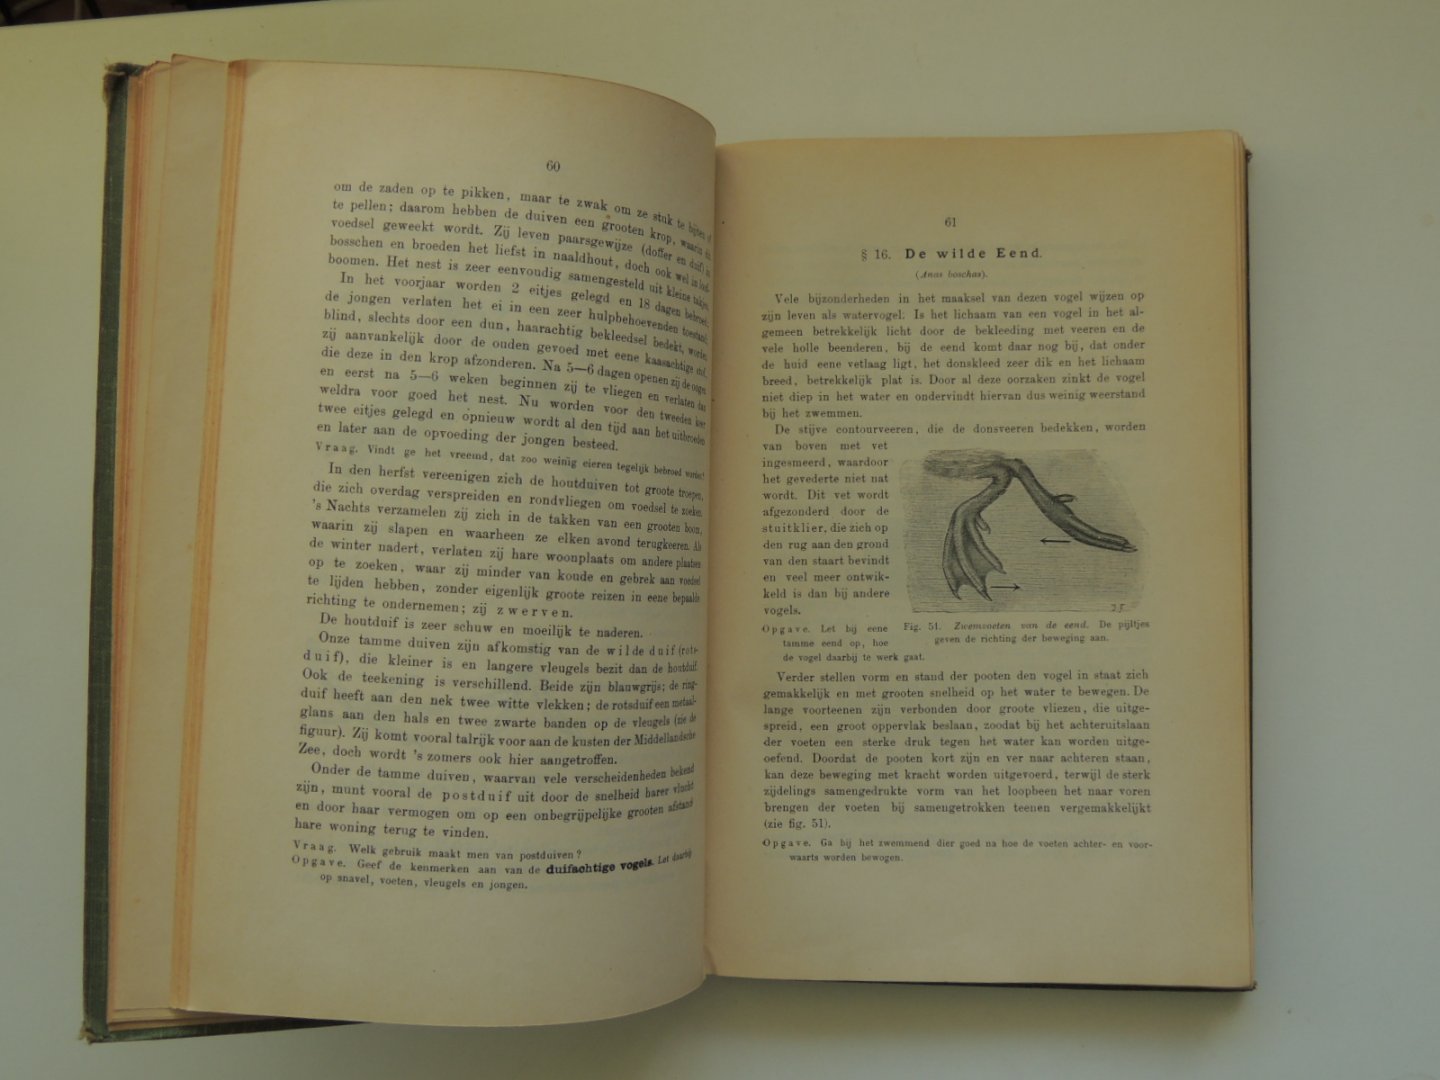 60
om de zaden op te pikken, maar te zwak om ze stuk te bijten of
te pellen; daarom hebben de duiven een grooten krop, waarin dit
voedsel geweekt wordt. Zij leven paarsgewijze (doffer en duif) in
bosschen en broeden het liefst in naaldhout, doch ook wel in loof-
boomen. Het nest is zeer eenvoudig samengesteld uit kleine takjes.
In het voorjaar worden 2 eitjes gelegd en 18 dagen bebroed;
de jongen verlaten het ei in een zeer hulpbehoevenden toestand;
blind, slechts door een dun, haarachtig bekleedsel bedekt, worden
zij aanvankelijk door de ouden gevoed met eene kaasachtige stof,
die deze in den krop afzonderen. Na 5—6 dagen openen zij de oogen
en eerst na 5—6 weken beginnen zij te vliegen en verlaten dan
weldra voor goed het nest. Nu worden voor den tweeden keer
twee eitjes gelegd en opnieuw wordt al den tijd aan het uitbroeden
en later aan de opvoeding der jongen besteed.
Vraag. Vindt ge het vreemd, dat zoo weinig eieren tegelijk bebroed worden?
In den herfst vereenigen zich de houtduiven tot groote troepen,
die zich overdag verspreiden en rondvliegen om voedsel te zoeken.
's Nachts verzamelen zij zich in de takken van een grooten boom,
waarin zij slapen en waarheen ze elken avond terugkeeren. Als
de winter nadert, verlaten zij hare woonplaats om andere plaatsen
op te zoeken, waar zij minder van koude en gebrek aan voedsel
te lijden hebben, zonder eigenlijk groote reizen in eene bepaalde
richting te ondernemen; zij zwerven.
De houtduif is zeer schuw en moeilijk te naderen.
Onze tamme duiven zijn afkomstig van de wilde duif (rots-
duif), die kleiner is en langere vleugels bezit dan de houtduif.
Ook de teekening is verschillend. Beide zijn blauwgrijs; de ring-
duif heeft aan den nek twee witte vlekken; de rotsduif een metaal-
glans aan den hals en twee zwarte banden op de vleugels (zie de
figuur). Zij komt vooral talrijk voor aan de kusten der Middellandsche
Zee, doch wordt 's zomers ook hier aangetroffen.
Onder de tamme duiven, waarvan vele verscheidenheden bekend
zijn, munt vooral de postduif uit door de snelheid harer vlucht
en door haar vermogen om op een onbegrijpelijke grooten afstand
hare woning terug te vinden.
Vraag. Welk gebruik maakt men van postduiven?
Opgave. Geef de kenmerken aan van de duifachtige vogels. Let daarbij
op snavel, voeten, vleugels en jongen.
61
§ 16. De wilde Eend.
(Anas boschas).
Vele bijzonderheden in het maaksel van dezen vogel wijzen op
zijn leven als watervogel. Is het lichaam van een vogel in het al-
gemeen betrekkelijk licht door de bekleeding met veeren en de
vele holle beenderen, bij de eend komt daar nog bij, dat onder
de huid eene vetlaag ligt, het donskleed zeer dik en het lichaam
breed, betrekkelijk plat is. Door al deze oorzaken zinkt de vogel
niet diep in het water en ondervindt hiervan dus weinig weerstand
bij het zwemmen.
De stijve contourveeren, die de donsveeren bedekken, worden
van boven met vet
ingesmeerd, waardoor
het gevederte niet nat
wordt. Dit vet wordt
afgezonderd door de
stuitklier, die zich op
den rug aan den grond
van den staart bevindt
en veel meer ontwik-
keld is dan bij andere
vogels.
Opgave. Let bij eene
tamme eend op, hoe
de vogel daarbij te werk gaat.
Fig. 51. Zwemvoeten van de eend. De pijltjes
geven de richting der beweging aan.
Verder stellen vorm en stand der pooten den vogel in staat zich
gemakkelijk en met grooten snelheid op het water te bewegen. De
lange voorteenen zijn verbonden door groote vliezen, die uitge-
spreid, een groot oppervlak beslaan, zoodat bij het achteruitslaan
der voeten een sterke druk tegen het water kan worden uitge-
oefend. Doordat de pooten kort zijn en ver naar achteren staan,
kan deze beweging met kracht worden uitgevoerd, terwijl de sterk
zijdelings samengedrukte vorm van het loopbeen het naar voren
brengen der voeten bij samengetrokken teenen vergemakkelijkt
(zie fig. 51).
Opgave. Ga bij het zwemmend dier goed na hoe de voeten achter- en voor-
waarts worden bewogen.